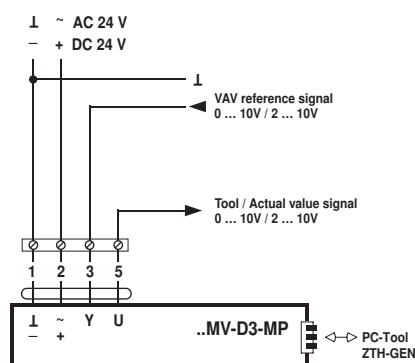 ⊥ ~ AC 24 V
– + DC 24 V
⊥
VAV reference signal
0 ... 10V / 2 ... 10V
Tool / Actual value signal
0 ... 10V / 2 ... 10V
1 2 3 5
⊥ ~ Y U
– +
..MV-D3-MP
PC-Tool
ZTH-GEN